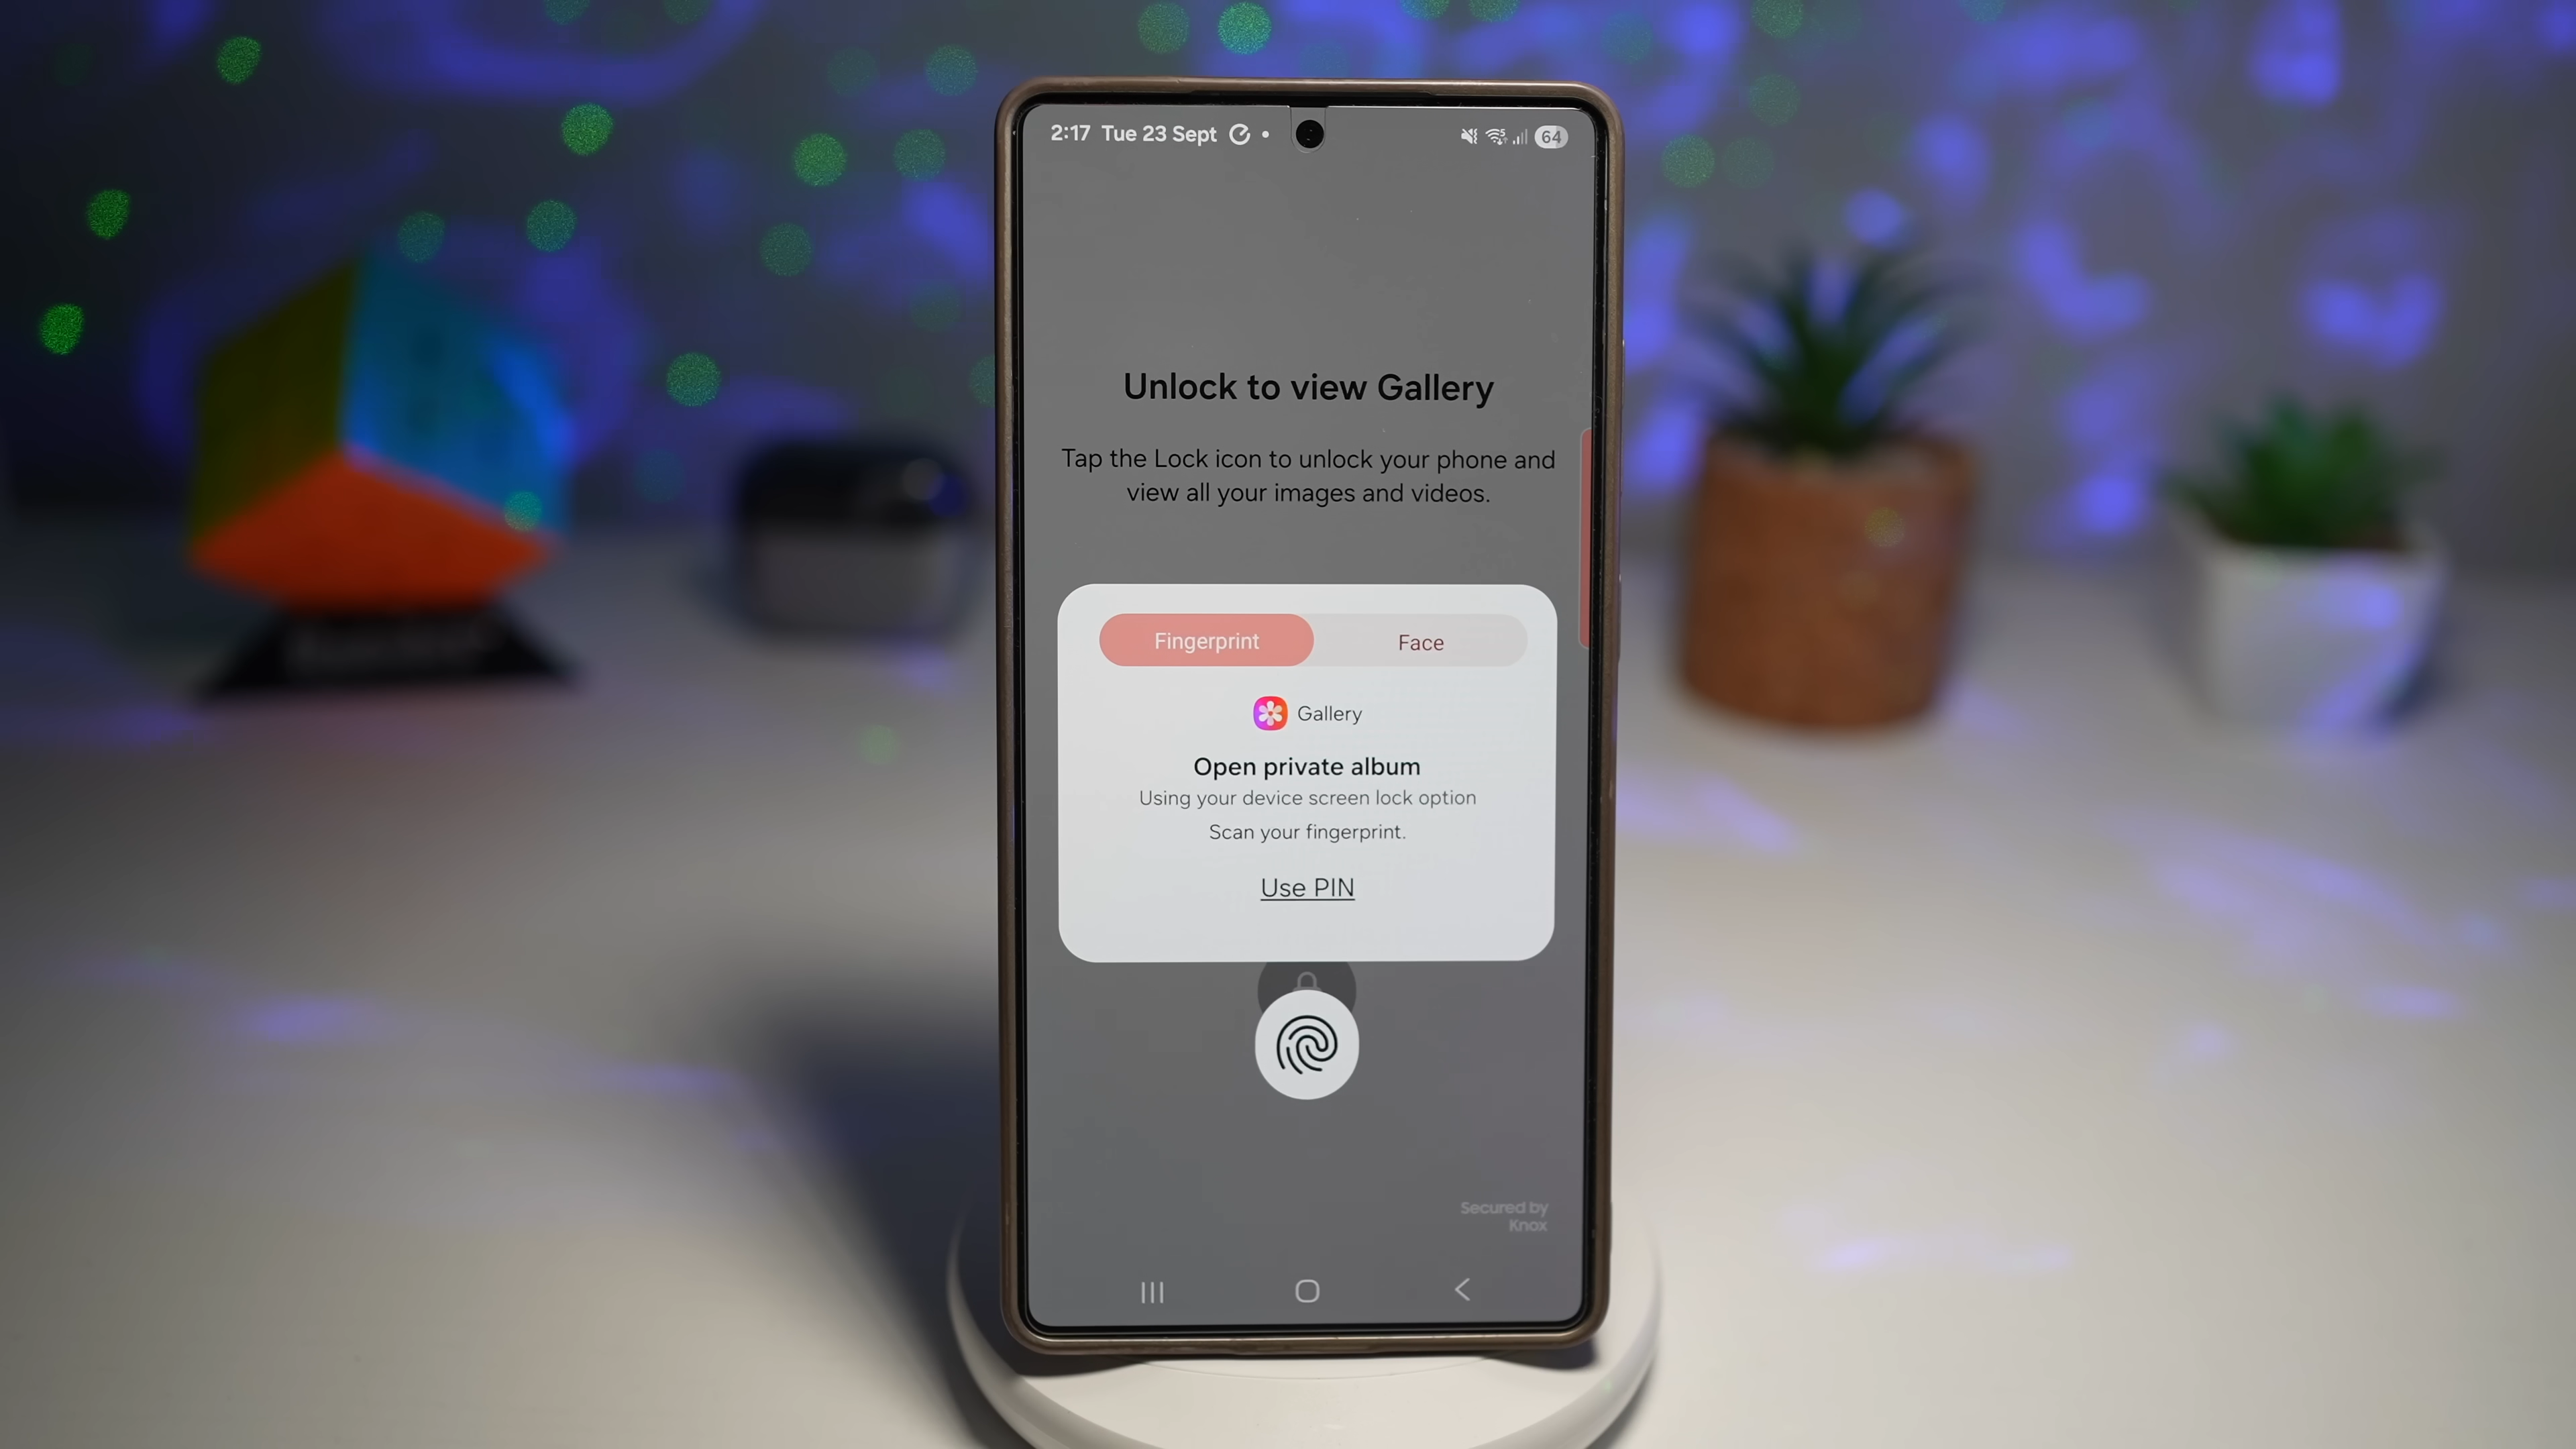 2:17 Tue 23 Sept
64
Unlock to view Gallery
Tap the Lock icon to unlock your phone and
view all your images and videos.
Fingerprint
Face
Gallery
Open private album
Using your device screen lock option
Scan your fingerprint.
Use PIN
Secured by
Knox